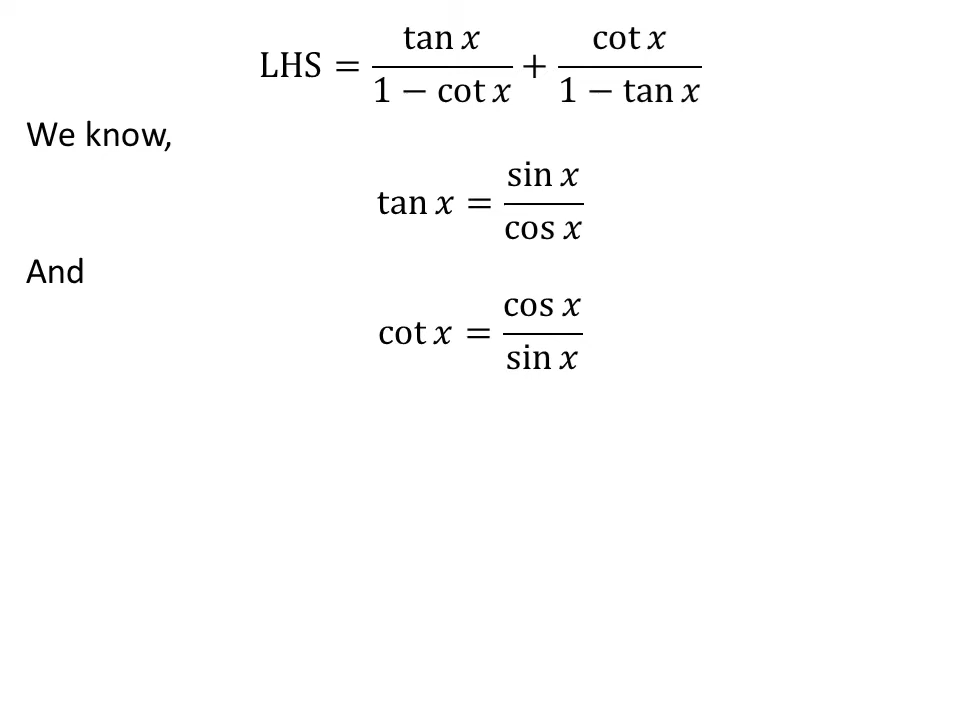 LHS = tan x / (1 − cot x) + cot x / (1 − tan x)
We know,
tan x = sin x / cos x
And
cot x = cos x / sin x